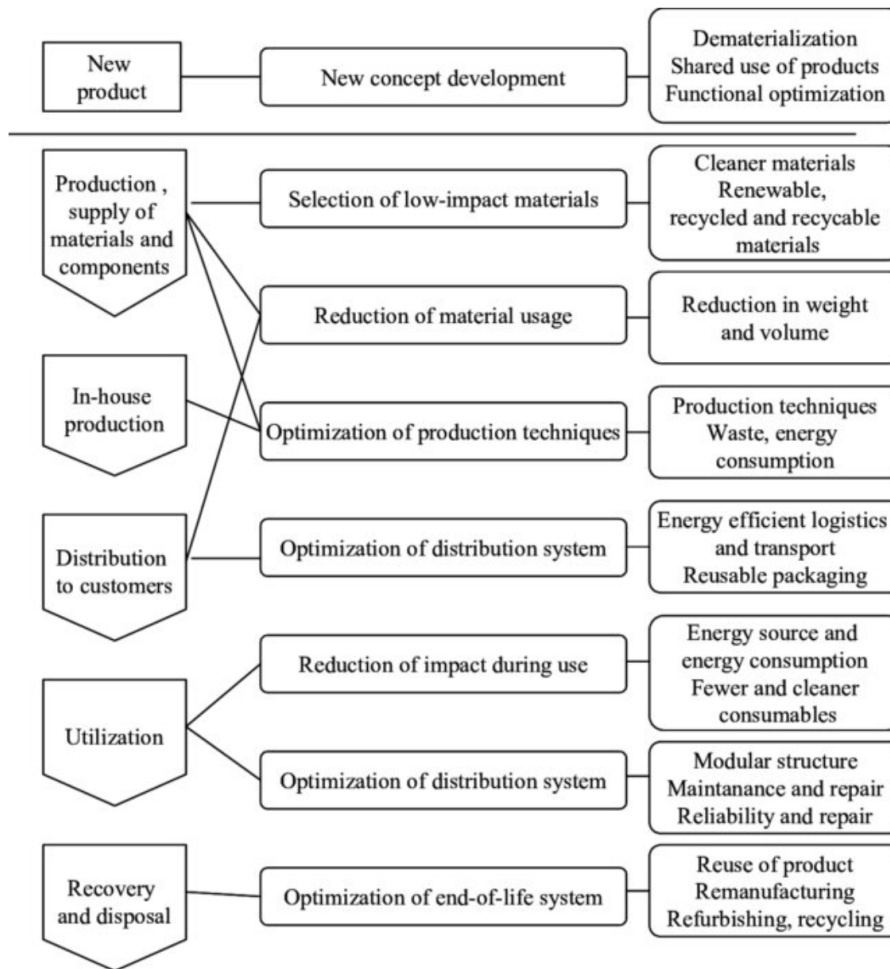 New
product
New concept development
Dematerialization
Shared use of products
Functional optimization
Production ,
supply of
materials and
components
Selection of low-impact materials
Cleaner materials
Renewable,
recycled and recycable
materials
Reduction of material usage
Reduction in weight
and volume
In-house
production
Optimization of production techniques
Production techniques
Waste, energy
consumption
Distribution
to customers
Optimization of distribution system
Energy efficient logistics
and transport
Reusable packaging
Utilization
Reduction of impact during use
Energy source and
energy consumption
Fewer and cleaner
consumables
Optimization of distribution system
Modular structure
Maintanance and repair
Reliability and repair
Recovery
and disposal
Optimization of end-of-life system
Reuse of product
Remanufacturing
Refurbishing, recycling